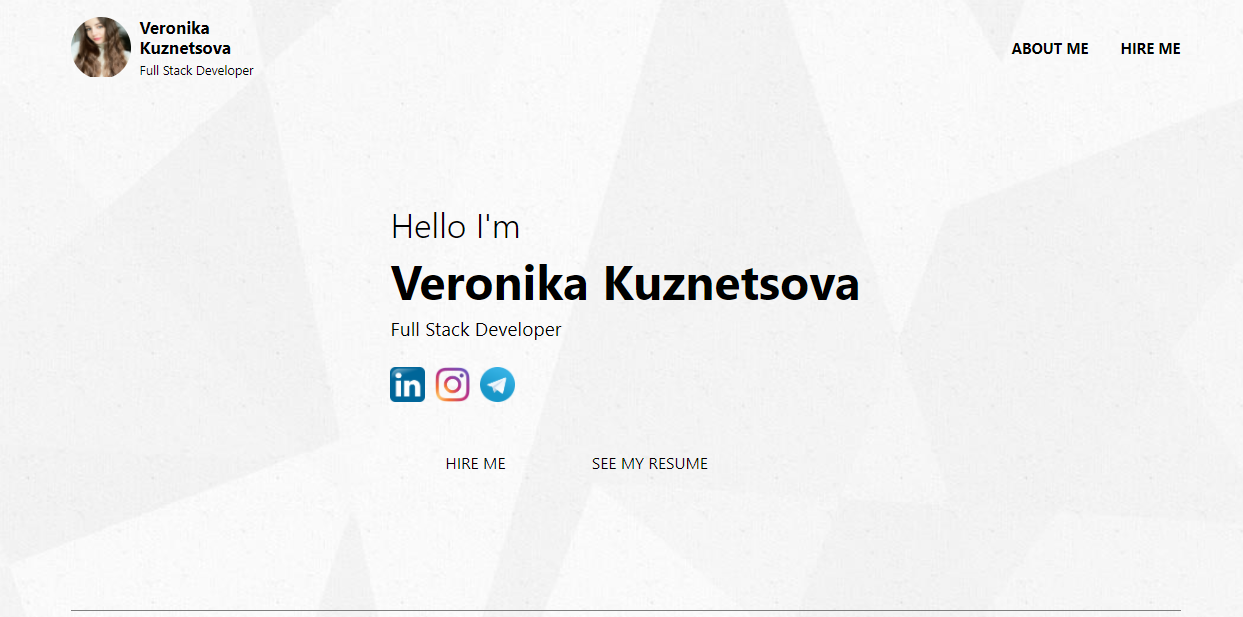 Veronika
Kuznetsova
Full Stack Developer
ABOUT ME
HIRE ME
Hello I'm
Veronika Kuznetsova
Full Stack Developer
in
HIRE ME
SEE MY RESUME